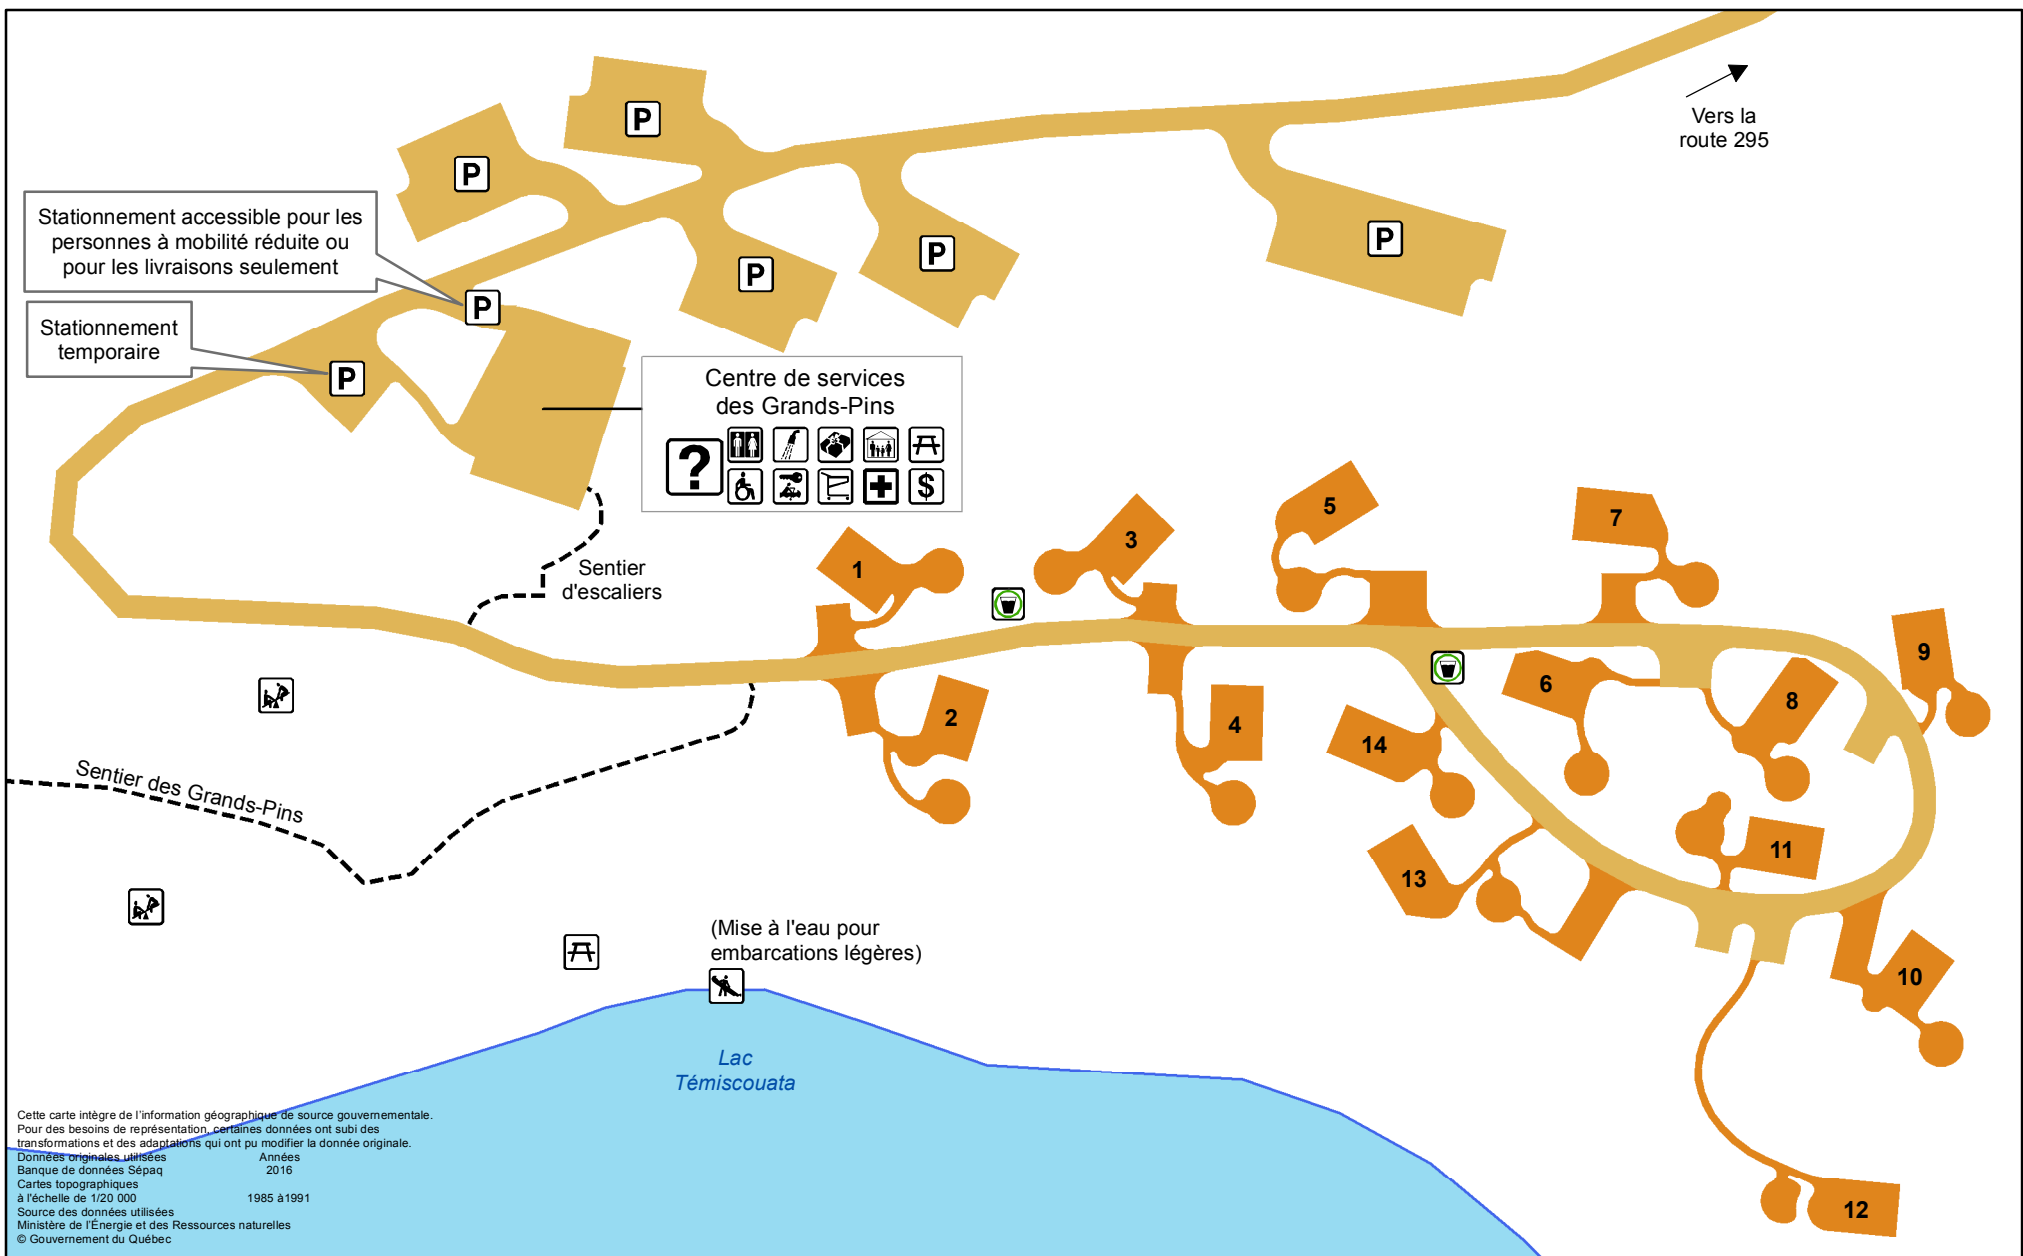 Vers la
route 295
P
P
P
P
P
Stationnement accessible pour les
personnes à mobilité réduite ou
pour les livraisons seulement
P
Stationnement
temporaire
P
Centre de services
des Grands-Pins
?
$
Sentier
d'escaliers
1
2
3
4
5
6
7
8
9
10
11
12
13
14
Sentier des Grands-Pins
(Mise à l'eau pour
embarcations légères)
Lac
Témiscouata
Cette carte intègre de l'information géographique de source gouvernementale.
Pour des besoins de représentation, certaines données ont subi des
transformations et des adaptations qui ont pu modifier la donnée originale.
Données originales utilisées Années
Banque de données Sépaq 2016
Cartes topographiques
à l'échelle de 1/20 000 1985 à1991
Source des données utilisées
Ministère de l'Énergie et des Ressources naturelles
© Gouvernement du Québec